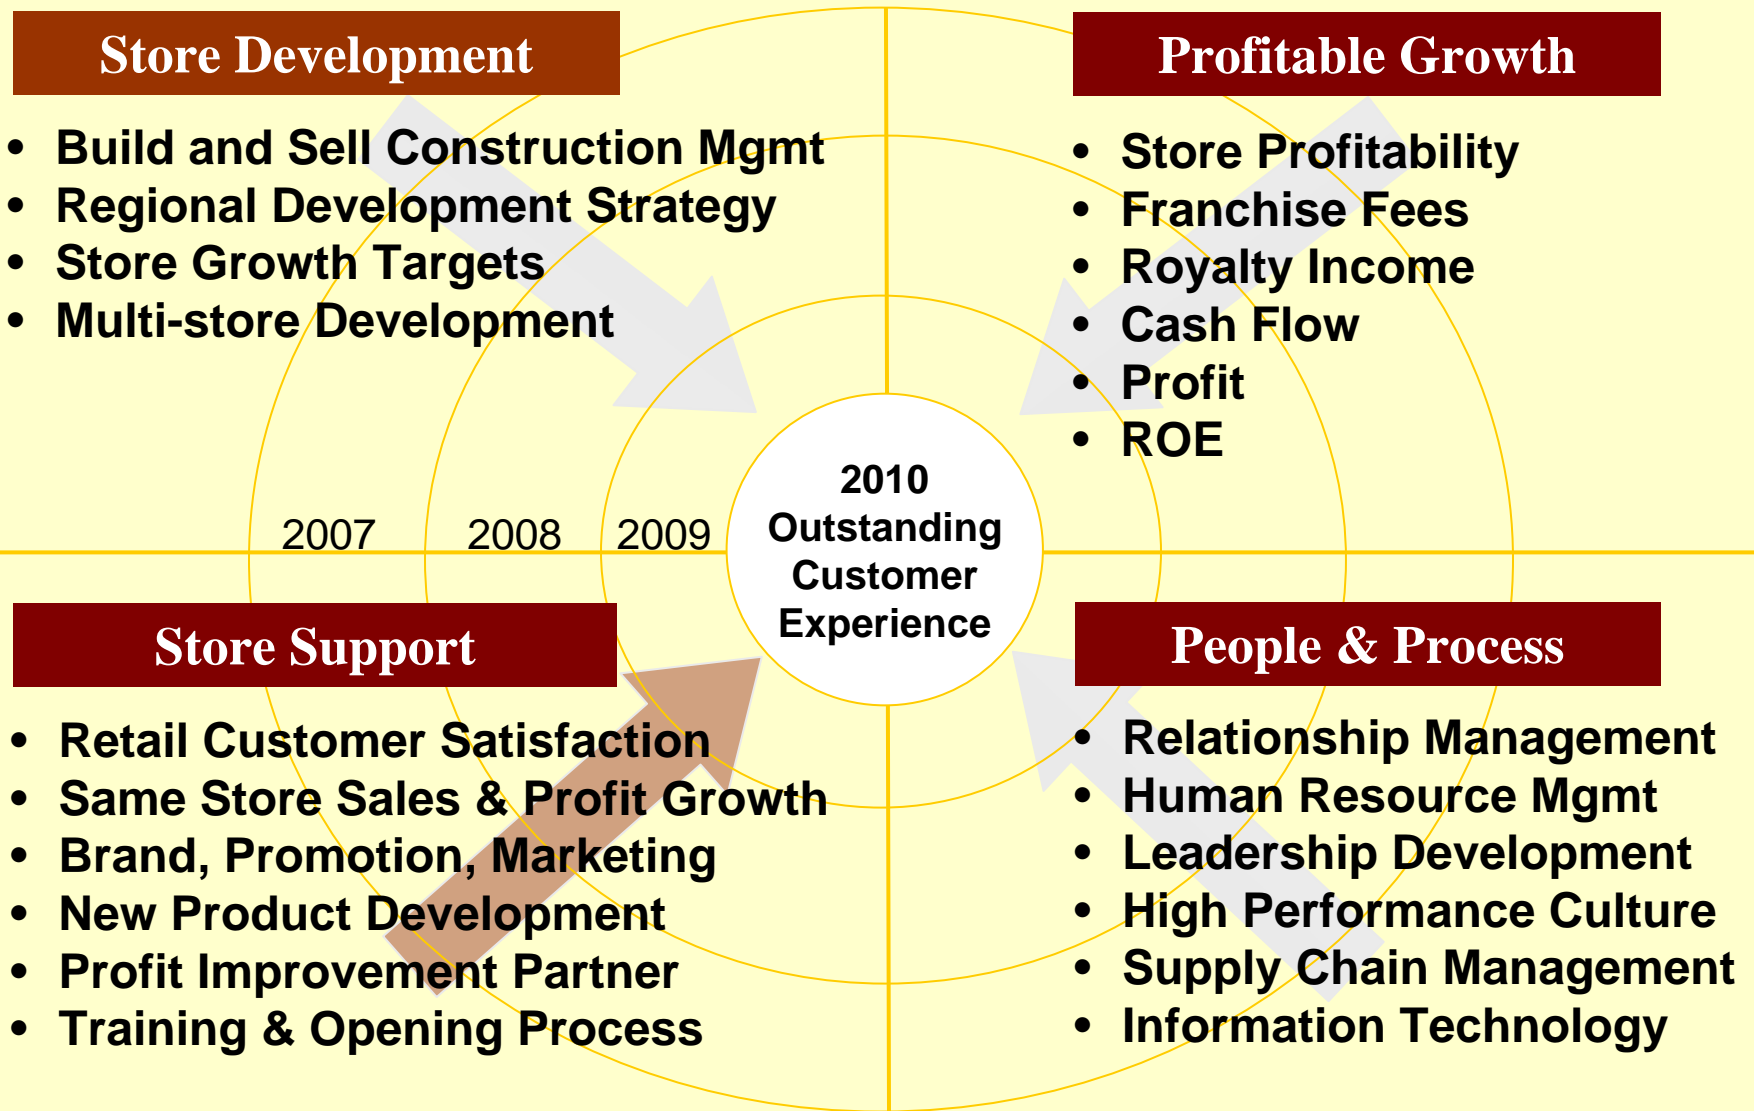 Store Development
• Build and Sell Construction Mgmt
• Regional Development Strategy
• Store Growth Targets
• Multi-store Development
Profitable Growth
• Store Profitability
• Franchise Fees
• Royalty Income
• Cash Flow
• Profit
• ROE
2007
2008
2009
2010
Outstanding
Customer
Experience
Store Support
• Retail Customer Satisfaction
• Same Store Sales & Profit Growth
• Brand, Promotion, Marketing
• New Product Development
• Profit Improvement Partner
• Training & Opening Process
People & Process
• Relationship Management
• Human Resource Mgmt
• Leadership Development
• High Performance Culture
• Supply Chain Management
• Information Technology